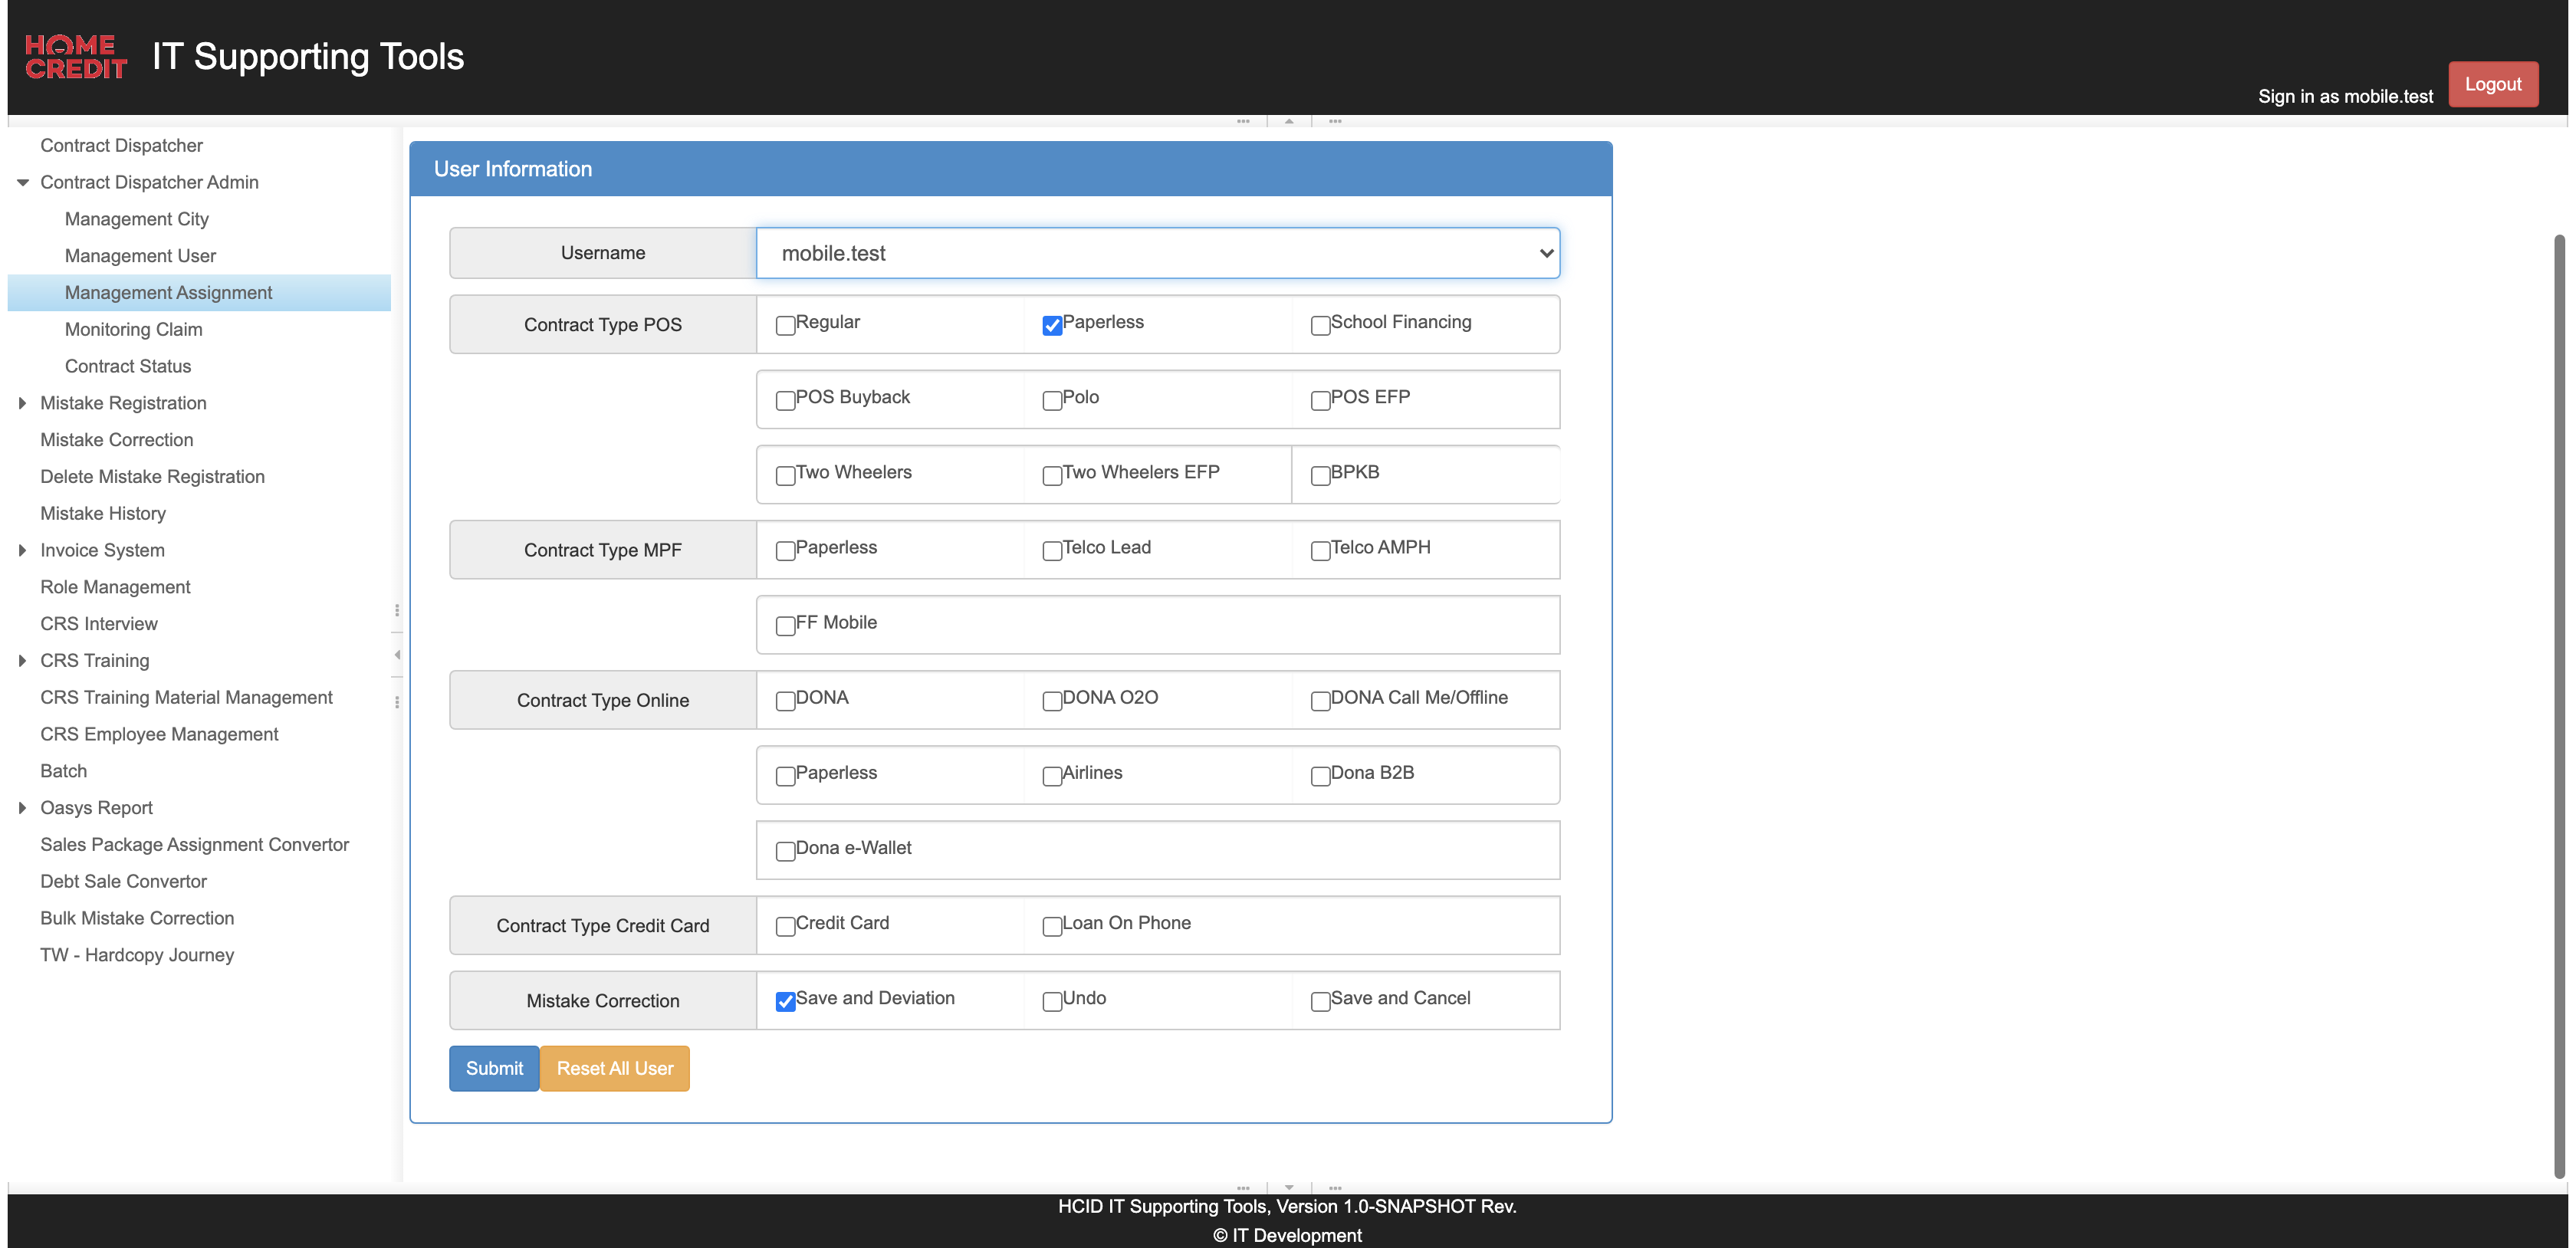 HOME
CREDIT
IT Supporting Tools
Sign in as mobile.test
Logout
Contract Dispatcher
Contract Dispatcher Admin
Management City
Management User
Management Assignment
Monitoring Claim
Contract Status
Mistake Registration
Mistake Correction
Delete Mistake Registration
Mistake History
Invoice System
Role Management
CRS Interview
CRS Training
CRS Training Material Management
CRS Employee Management
Batch
Oasys Report
Sales Package Assignment Convertor
Debt Sale Convertor
Bulk Mistake Correction
TW - Hardcopy Journey
User Information
Username mobile.test
Contract Type POS Regular Paperless School Financing
POS Buyback Polo POS EFP
Two Wheelers Two Wheelers EFP BPKB
Contract Type MPF Paperless Telco Lead Telco AMPH
FF Mobile
Contract Type Online DONA DONA O2O DONA Call Me/Offline
Paperless Airlines Dona B2B
Dona e-Wallet
Contract Type Credit Card Credit Card Loan On Phone
Mistake Correction Save and Deviation Undo Save and Cancel
Submit Reset All User
HCID IT Supporting Tools, Version 1.0-SNAPSHOT Rev.
© IT Development